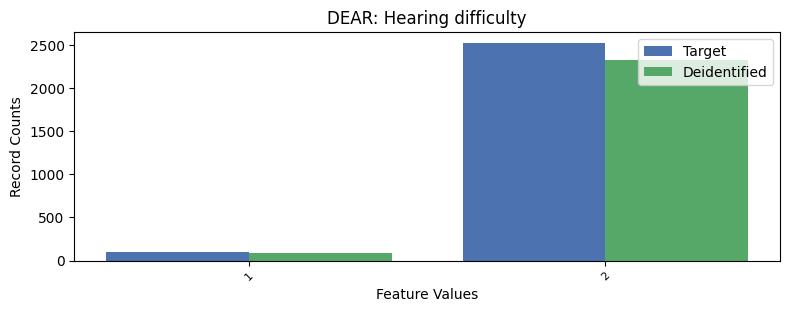 DEAR: Hearing difficulty
Target
Deidentified
Record Counts
2500
2000
1500
1000
500
0
1
2
Feature Values